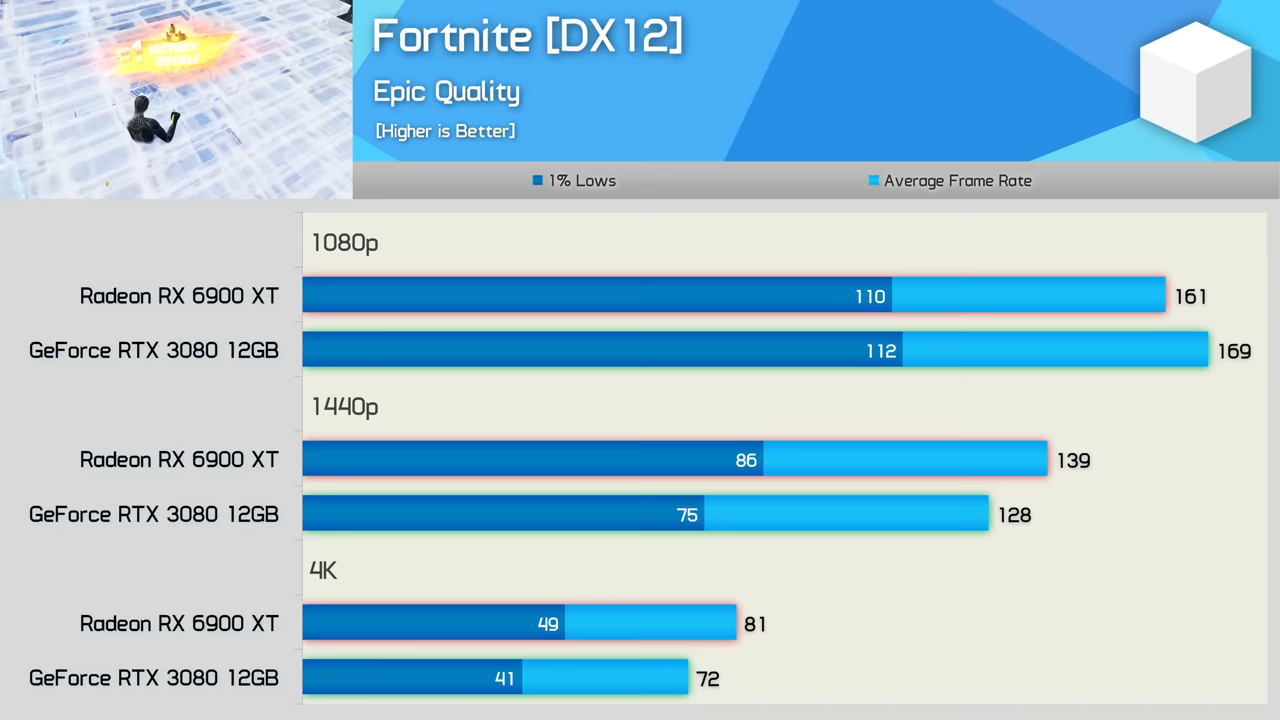 VICTORY
ROYALE
Fortnite [DX12]
Epic Quality
[Higher is Better]
1% Lows
Average Frame Rate
1080p
Radeon RX 6900 XT
110
161
GeForce RTX 3080 12GB
112
169
1440p
Radeon RX 6900 XT
86
139
GeForce RTX 3080 12GB
75
128
4K
Radeon RX 6900 XT
49
81
GeForce RTX 3080 12GB
41
72